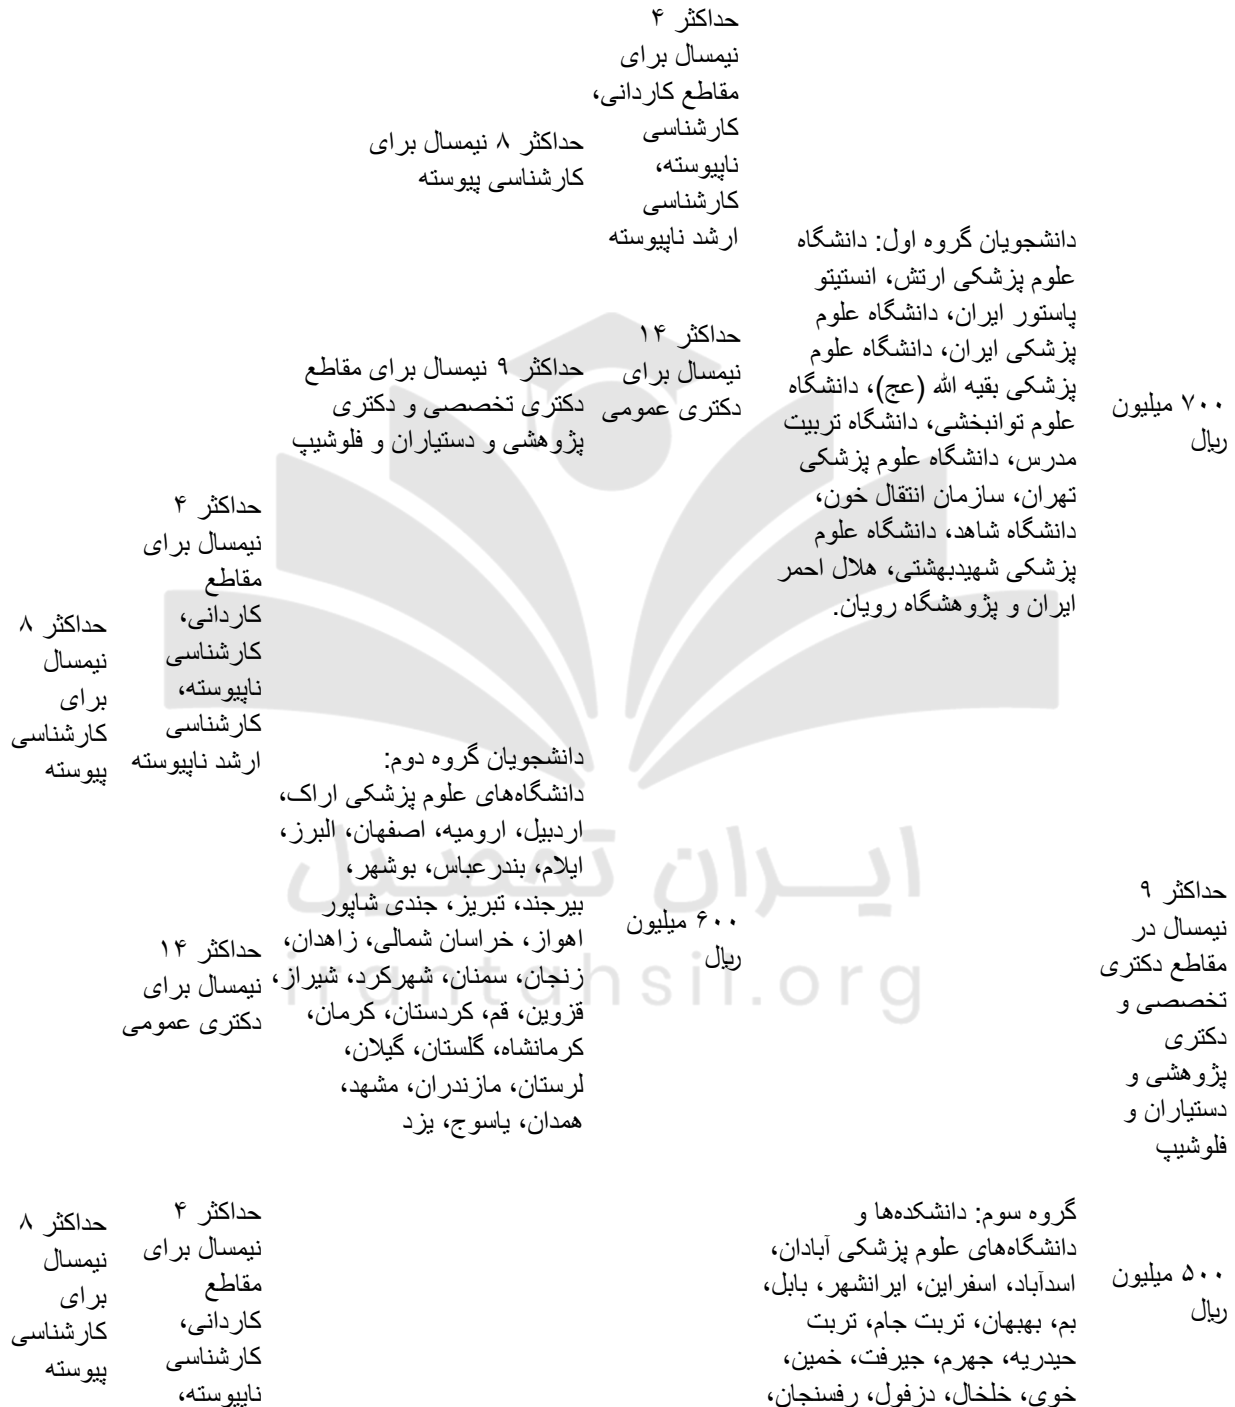 ۷۰۰ میلیون
ریال
دانشجویان گروه اول: دانشگاه
علوم پزشکی ارتش، انستیتو
پاستور ایران، دانشگاه علوم
پزشکی ایران، دانشگاه علوم
پزشکی بقیه الله (عج)، دانشگاه
علوم توانبخشی، دانشگاه تربیت
مدرس، دانشگاه علوم پزشکی
تهران، سازمان انتقال خون،
دانشگاه شاهد، دانشگاه علوم
پزشکی شهیدبهشتی، هلال احمر
ایران و پژوهشگاه رویان.
حداکثر ۴
نیمسال برای
مقاطع کاردانی،
کارشناسی
ناپیوسته،
کارشناسی
ارشد ناپیوسته
حداکثر ۸ نیمسال برای
کارشناسی پیوسته
حداکثر ۱۴
نیمسال برای
دکتری عمومی
حداکثر ۹ نیمسال برای مقاطع
دکتری تخصصی و دکتری
پژوهشی و دستیاران و فلوشیپ
۶۰۰ میلیون
ریال
دانشجویان گروه دوم:
دانشگاه‌های علوم پزشکی اراک،
اردبیل، ارومیه، اصفهان، البرز،
ایلام، بندرعباس، بوشهر،
بیرجند، تبریز، جندی شاپور
اهواز، خراسان شمالی، زاهدان،
زنجان، سمنان، شهرکرد، شیراز،
قزوین، قم، کردستان، کرمان،
کرمانشاه، گلستان، گیلان،
لرستان، مازندران، مشهد،
همدان، یاسوج، یزد
حداکثر ۴
نیمسال برای
مقاطع
کاردانی،
کارشناسی
ناپیوسته،
کارشناسی
ارشد ناپیوسته
حداکثر ۸
نیمسال
برای
کارشناسی
پیوسته
حداکثر ۱۴
نیمسال برای
دکتری عمومی
حداکثر ۹
نیمسال در
مقاطع دکتری
تخصصی و
دکتری
پژوهشی و
دستیاران و
فلوشیپ
۵۰۰ میلیون
ریال
گروه سوم: دانشکده‌ها و
دانشگاه‌های علوم پزشکی آبادان،
اسدآباد، اسفراین، ایرانشهر، بابل،
بم، بهبهان، تربت جام، تربت
حیدریه، جهرم، جیرفت، خمین،
خوی، خلخال، دزفول، رفسنجان،
حداکثر ۴
نیمسال برای
مقاطع
کاردانی،
کارشناسی
ناپیوسته،
حداکثر ۸
نیمسال
برای
کارشناسی
پیوسته
ایران تحصیل
irantahsil.org